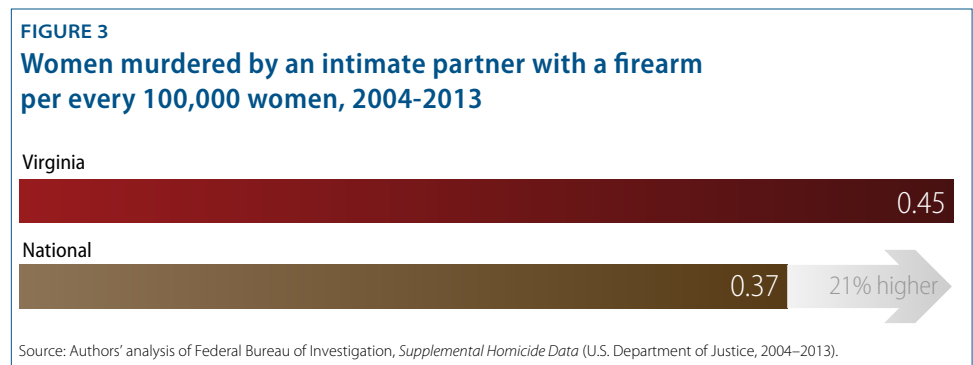 FIGURE 3
Women murdered by an intimate partner with a firearm
per every 100,000 women, 2004-2013
Virginia
0.45
National
0.37
21% higher
Source: Authors’ analysis of Federal Bureau of Investigation, Supplemental Homicide Data (U.S. Department of Justice, 2004–2013).